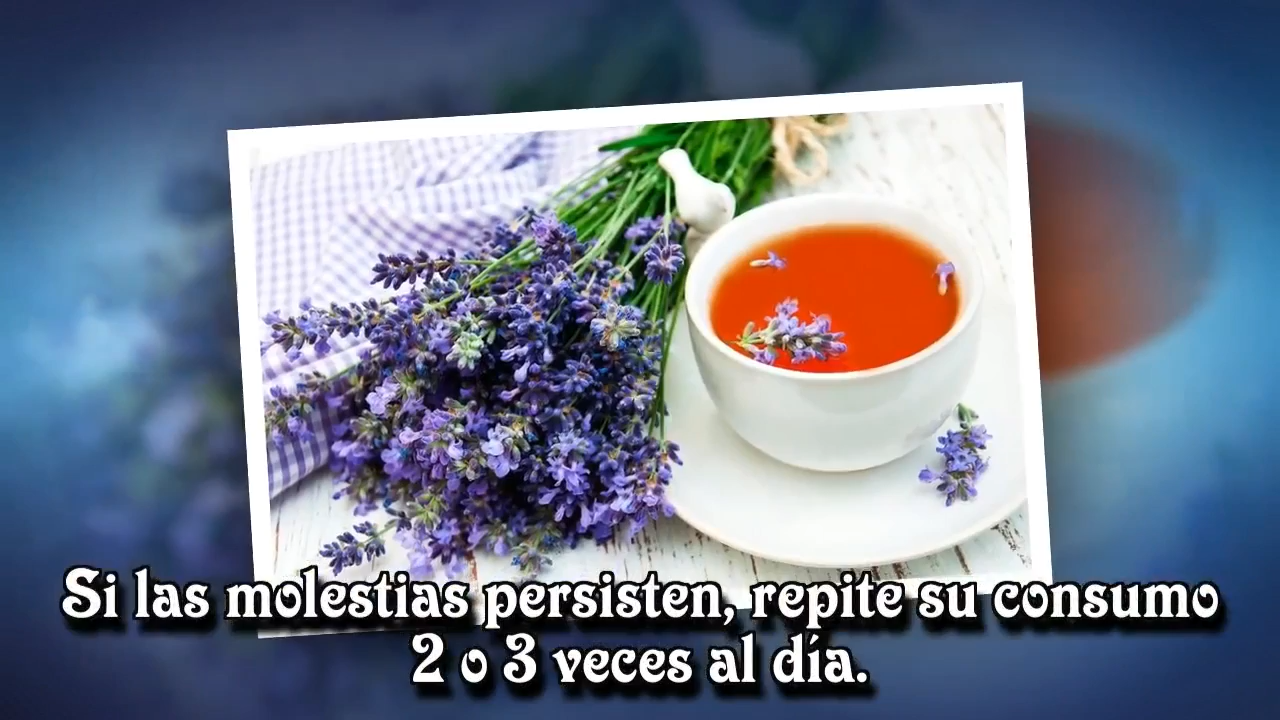 Si las molestias persisten, repite su consumo
2 o 3 veces al día.